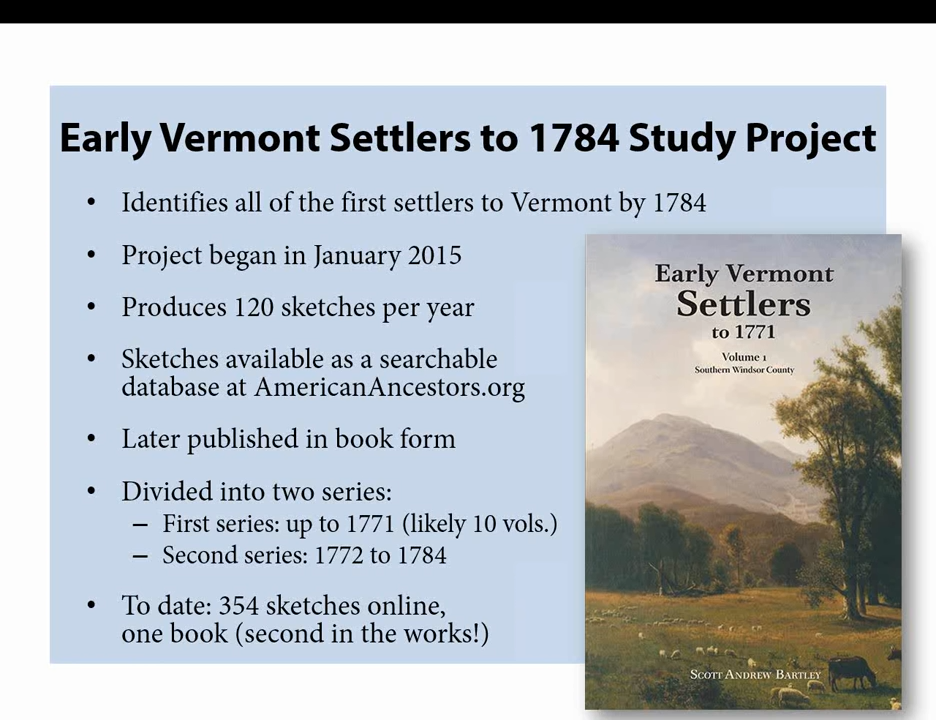 Early Vermont Settlers to 1784 Study Project
• Identifies all of the first settlers to Vermont by 1784
• Project began in January 2015
• Produces 120 sketches per year
• Sketches available as a searchable
database at AmericanAncestors.org
• Later published in book form
• Divided into two series:
– First series: up to 1771 (likely 10 vols.)
– Second series: 1772 to 1784
• To date: 354 sketches online,
one book (second in the works!)
Early Vermont
Settlers
to 1771
Volume 1
Southern Windsor County
Scott Andrew Bartley